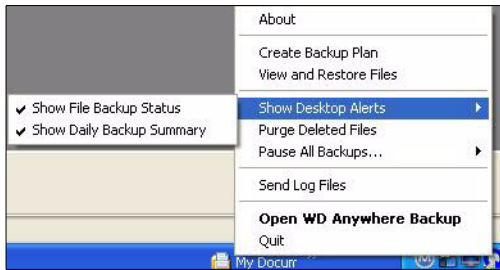 About
Create Backup Plan
View and Restore Files
Show Desktop Alerts
Show File Backup Status
Show Daily Backup Summary
Purge Deleted Files
Pause All Backups...
Send Log Files
Open WD Anywhere Backup
Quit
My Docum